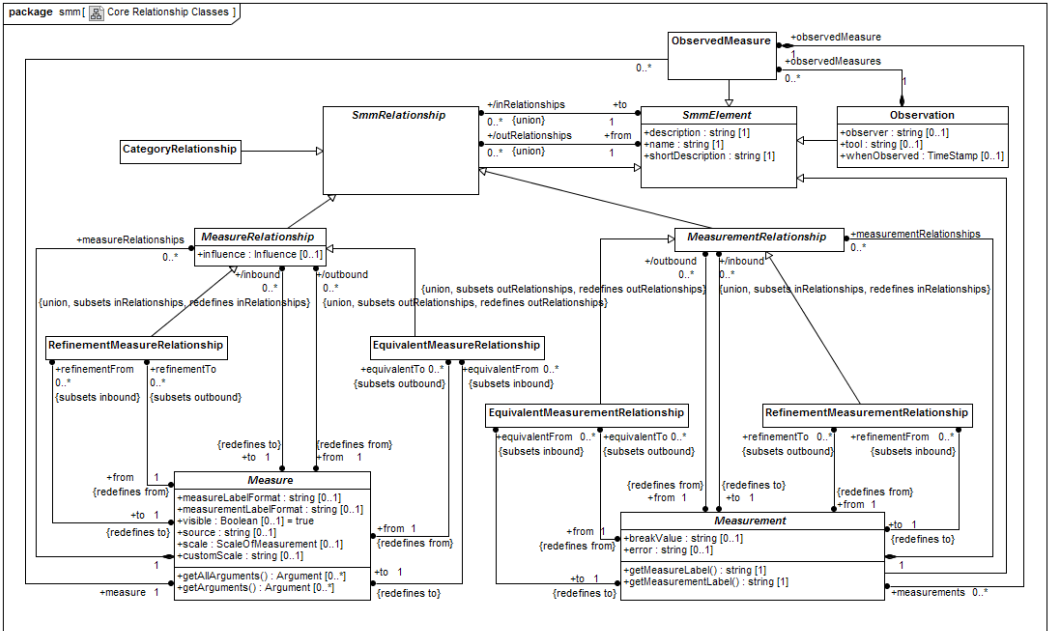 package smm[ Core Relationship Classes ]
ObservedMeasure
+observedMeasure
1
+observedMeasures
0..*
0..*
1
SmmRelationship
+/inRelationships
+to
0..* {union}
1
+/outRelationships
+from
0..* {union}
1
SmmElement
+description : string [1]
+name : string [1]
+shortDescription : string [1]
Observation
+observer : string [0..1]
+tool : string [0..1]
+whenObserved : TimeStamp [0..1]
CategoryRelationship
+measureRelationships
0..*
MeasureRelationship
+influence : Influence [0..1]
+/inbound
0..*
+/outbound
0..*
{union, subsets inRelationships, redefines inRelationships}
{union, subsets outRelationships, redefines outRelationships}
MeasurementRelationship
+measurementRelationships
0..*
+/outbound
0..*
+/inbound
0..*
{union, subsets outRelationships, redefines outRelationships}
{union, subsets inRelationships, redefines inRelationships}
RefinementMeasureRelationship
+refinementFrom
0..*
{subsets inbound}
+refinementTo
0..*
{subsets outbound}
EquivalentMeasureRelationship
+equivalentTo 0..*
{subsets outbound}
+equivalentFrom 0..*
{subsets inbound}
EquivalentMeasurementRelationship
+equivalentFrom 0..*
{subsets inbound}
+equivalentTo 0..*
{subsets outbound}
RefinementMeasurementRelationship
+refinementTo 0..*
{subsets outbound}
+refinementFrom 0..*
{subsets inbound}
{redefines to}
+to 1
{redefines from}
+from 1
+from 1
{redefines from}
+to 1
{redefines to}
Measure
+measureLabelFormat : string [0..1]
+measurementLabelFormat : string [0..1]
+visible : Boolean [0..1] = true
+source : string [0..1]
+scale : ScaleOfMeasurement [0..1]
+customScale : string [0..1]
+getAllArguments() : Argument [0..*]
+getArguments() : Argument [0..*]
1
+measure 1
+from 1
{redefines from}
+to 1
{redefines to}
{redefines from}
+from 1
{redefines to}
+to 1
+from 1
{redefines from}
+from 1
{redefines from}
+to 1
{redefines to}
Measurement
+breakValue : string [0..1]
+error : string [0..1]
+getMeasureLabel() : string [1]
+getMeasurementLabel() : string [1]
+to 1
{redefines to}
1
+measurements 0..*